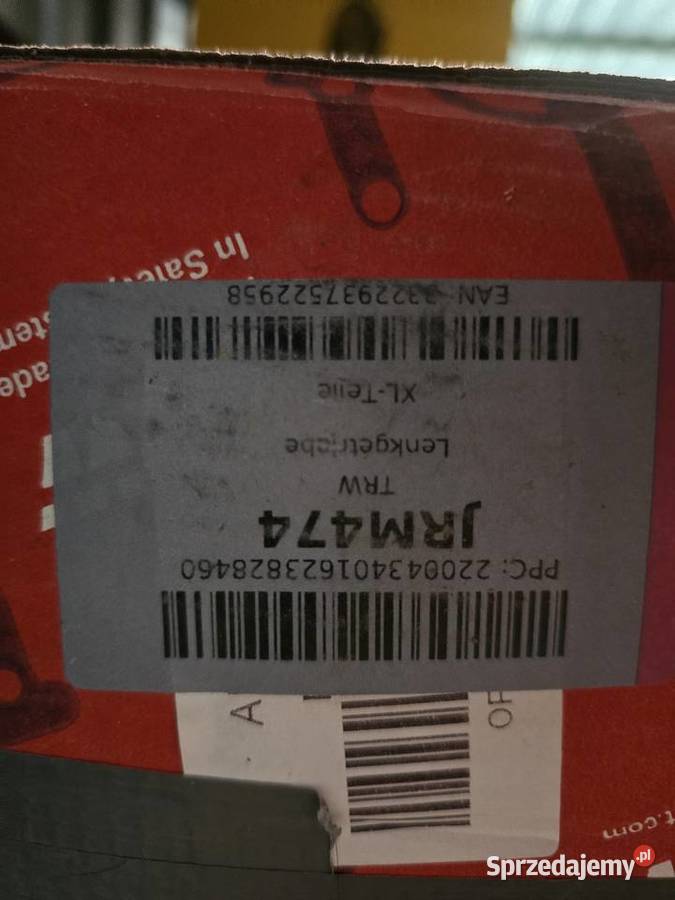 PPC: 220043401623828460
JRM474
TRW
Lenkgetriebe
XL-Teile
EAN 3322937522958
In Safety
Sprzedajemy.pl